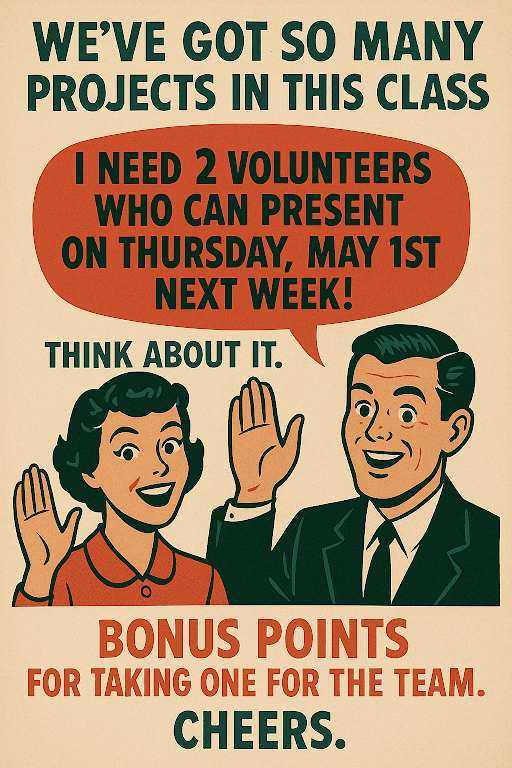 WE'VE GOT SO MANY
PROJECTS IN THIS CLASS
I NEED 2 VOLUNTEERS
WHO CAN PRESENT
ON THURSDAY, MAY 1ST
NEXT WEEK!
THINK ABOUT IT.
BONUS POINTS
FOR TAKING ONE FOR THE TEAM.
CHEERS.